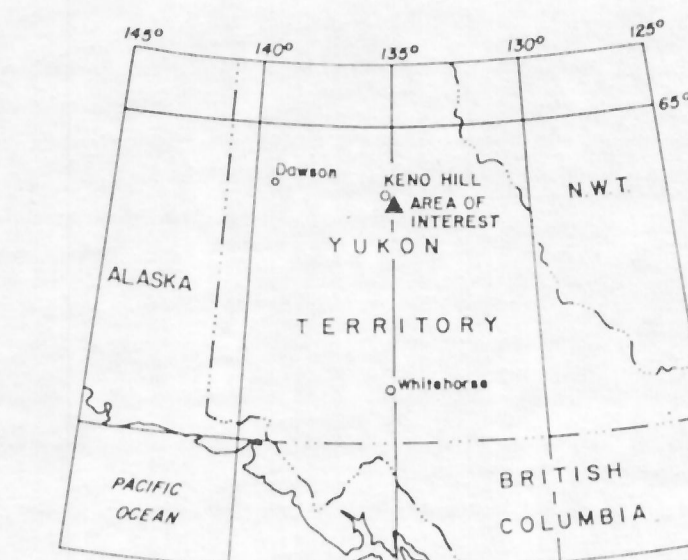 145° 140° 135° 130° 125°
65°
Dawson
KENO HILL
AREA OF
INTEREST
N.W.T.
YUKON
ALASKA
TERRITORY
Whitehorse
BRITISH
COLUMBIA
PACIFIC
OCEAN